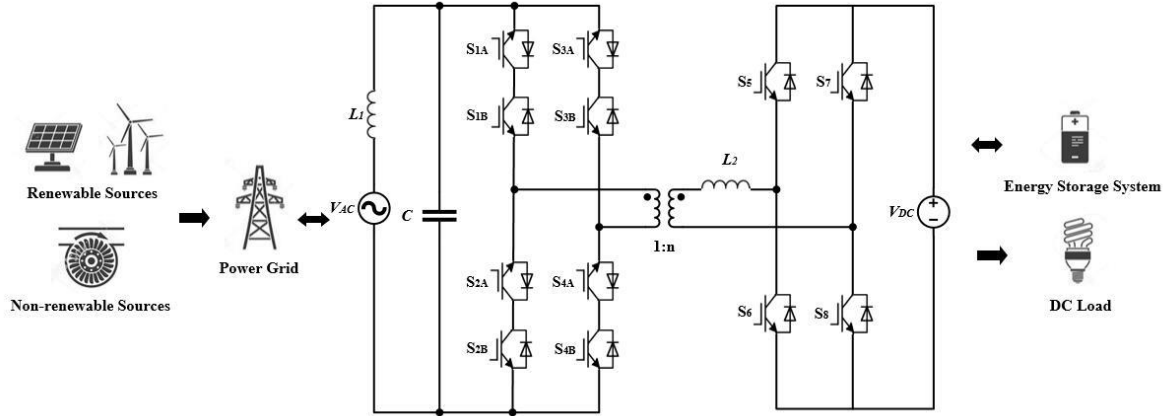 Renewable Sources
Non-renewable Sources
Power Grid
L1
VAC
C
S1A
S3A
S1B
S3B
S2A
S4A
S2B
S4B
1:n
L2
S5
S7
S6
S8
VDC
Energy Storage System
DC Load